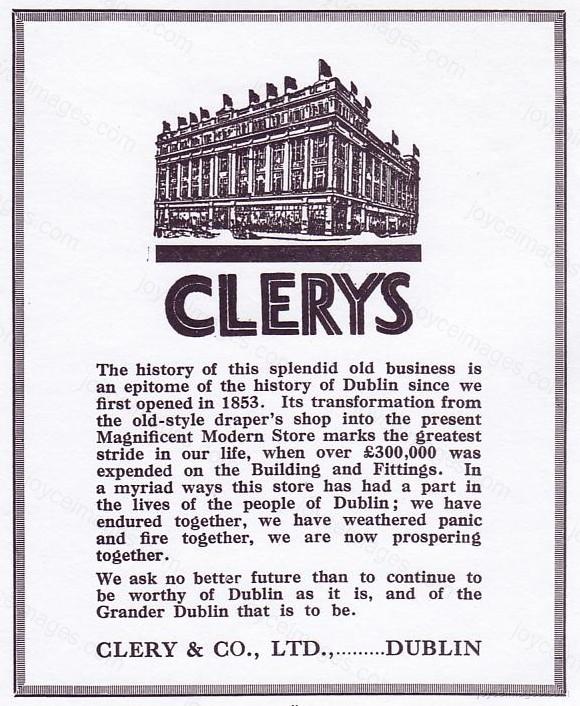 CLERYS
The history of this splendid old business is
an epitome of the history of Dublin since we
first opened in 1853. Its transformation from
the old-style draper's shop into the present
Magnificent Modern Store marks the greatest
stride in our life, when over £300,000 was
expended on the Building and Fittings. In
a myriad ways this store has had a part in
the lives of the people of Dublin; we have
endured together, we have weathered panic
and fire together, we are now prospering
together.
We ask no better future than to continue to
be worthy of Dublin as it is, and of the
Grander Dublin that is to be.
CLERY & CO., LTD.,.........DUBLIN
joyceimages.com